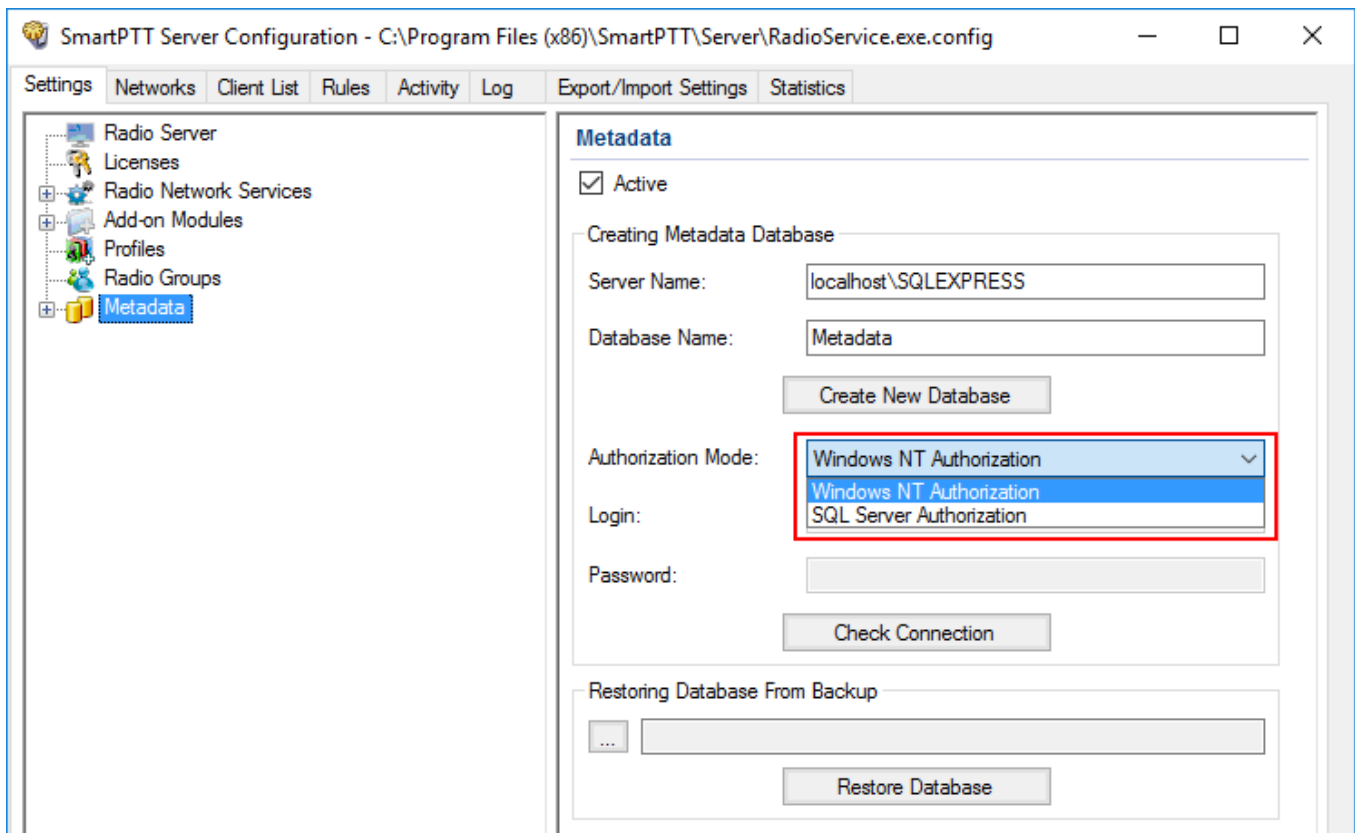 SmartPTT Server Configuration - C:\Program Files (x86)\SmartPTT\Server\RadioService.exe.config
Settings Networks Client List Rules Activity Log Export/Import Settings Statistics
Radio Server
Licenses
Radio Network Services
Add-on Modules
Profiles
Radio Groups
Metadata
Metadata
Active
Creating Metadata Database
Server Name: localhost\SQLEXPRESS
Database Name: Metadata
Create New Database
Authorization Mode: Windows NT Authorization
Windows NT Authorization
SQL Server Authorization
Login:
Password:
Check Connection
Restoring Database From Backup
...
Restore Database